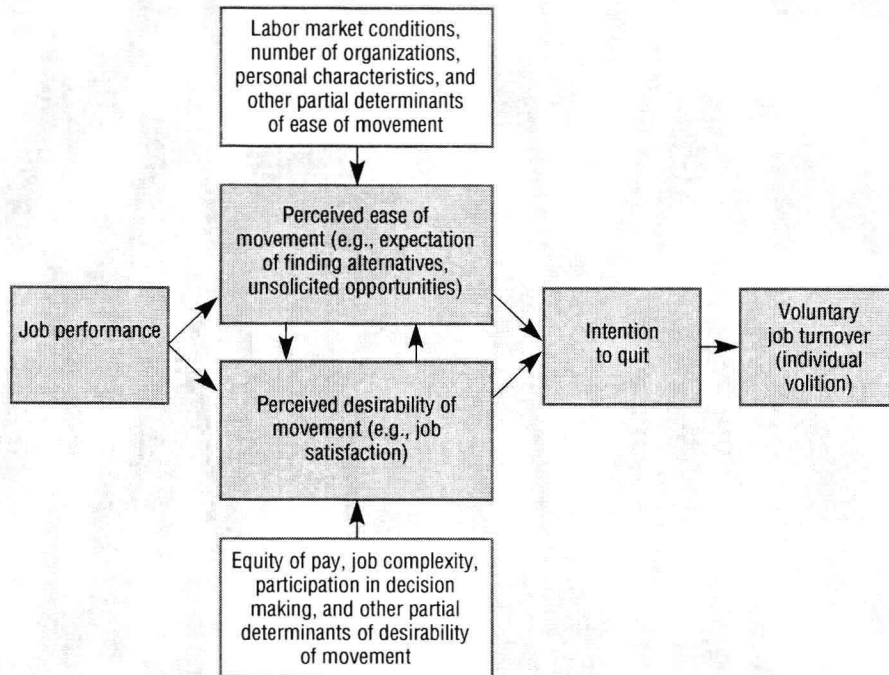 Labor market conditions,
number of organizations,
personal characteristics, and
other partial determinants
of ease of movement
Perceived ease of
movement (e.g., expectation
of finding alternatives,
unsolicited opportunities)
Job performance
Perceived desirability of
movement (e.g., job
satisfaction)
Intention
to quit
Voluntary
job turnover
(individual
volition)
Equity of pay, job complexity,
participation in decision
making, and other partial
determinants of desirability
of movement